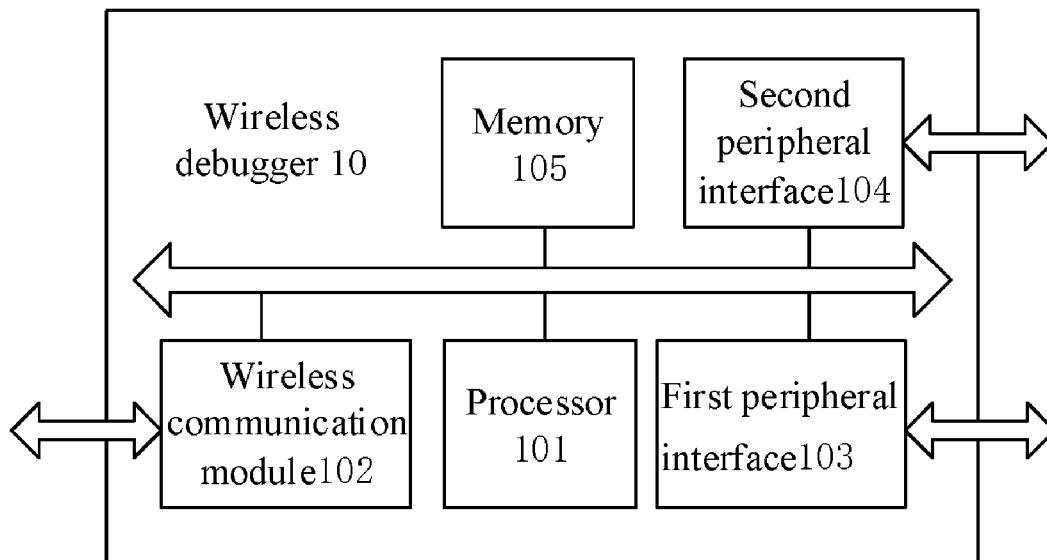 Wireless
debugger 10
Memory
105
Second
peripheral
interface104
Wireless
communication
module102
Processor
101
First peripheral
interface103